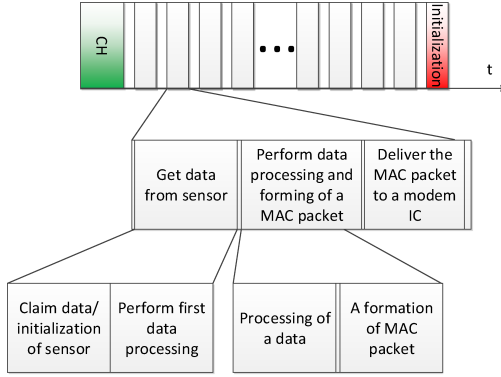 CH
Initialization
t
Get data
from sensor
Perform data
processing and
forming of a
MAC packet
Deliver the
MAC packet
to a modem
IC
Claim data/
initialization
of sensor
Perform first
data
processing
Processing of
a data
A formation
of MAC
packet